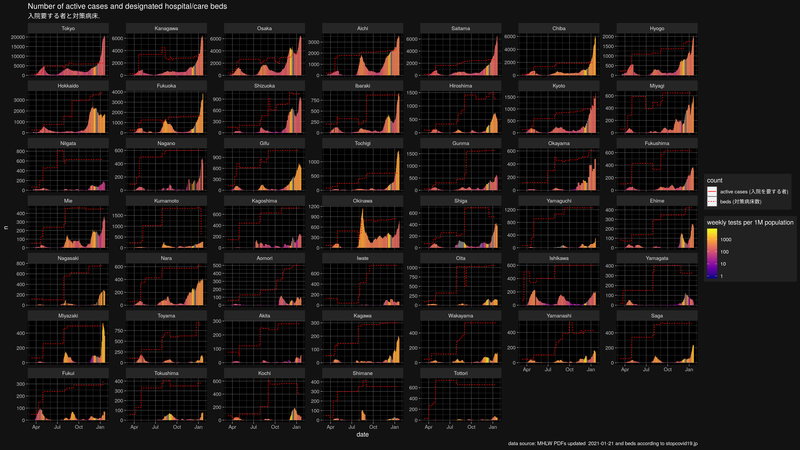 Number of active cases and designated hospital/care beds
入院要する者と対策病床.
Tokyo Kanagawa Osaka Aichi Saitama Chiba Hyogo
20000 15000 10000 5000 0
Hokkaido Fukuoka Shizuoka Ibaraki Hiroshima Kyoto Miyagi
Niigata Nagano Gifu Tochigi Gunma Okayama Fukushima
Mie Kumamoto Kagoshima Okinawa Shiga Yamaguchi Ehime
Nagasaki Nara Aomori Iwate Oita Ishikawa Yamagata
Miyazaki Toyama Akita Kagawa Wakayama Yamanashi Saga
Fukui Tokushima Kochi Shimane Tottori
Apr Jul Oct Jan
n
date
count
active cases (入院を要する者)
beds (対策病床数)
weekly tests per 1M population
1000
100
10
1
data source: MHLW PDFs updated 2021-01-21 and beds according to stopcovid19.jp